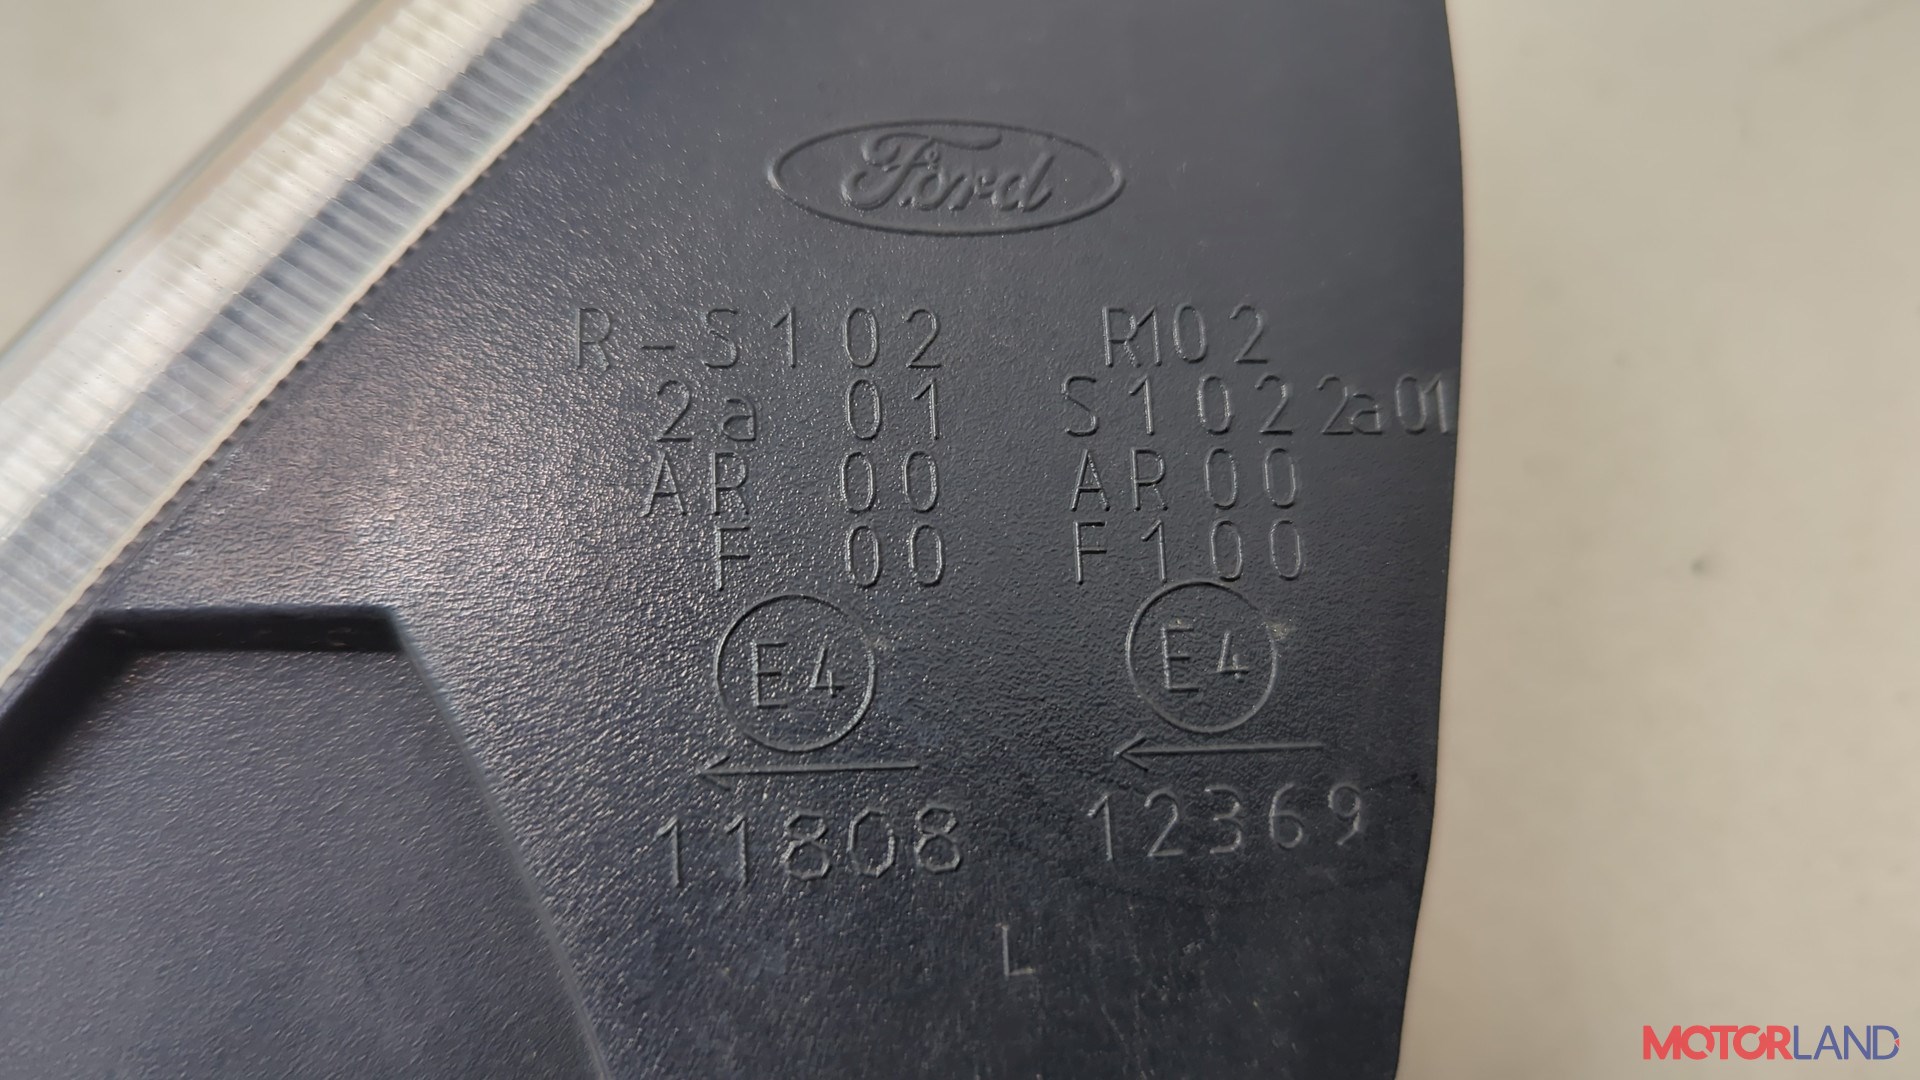 Ford
R-S102 R102
2a 01 S1022a01
AR 00 AR00
F 00 F100
E4 E4
11808 12369
L
MOTORLAND